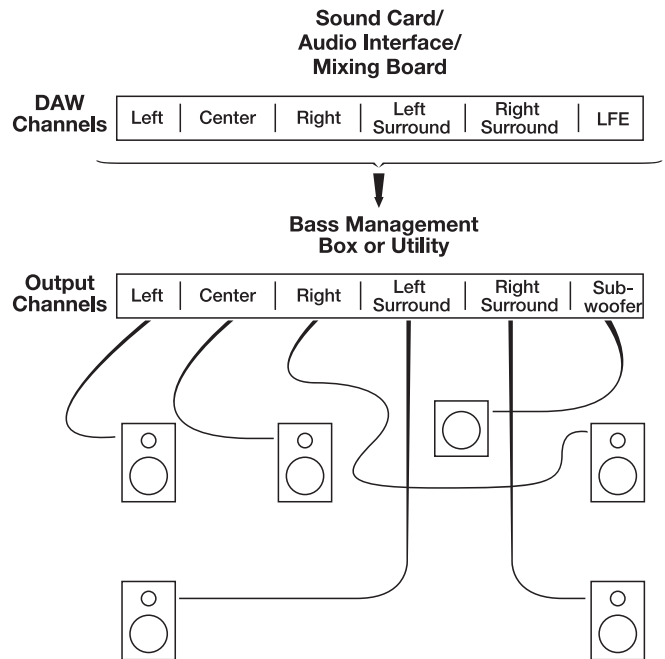 Sound Card/
Audio Interface/
Mixing Board
DAW
Channels
Left
Center
Right
Left
Surround
Right
Surround
LFE
Bass Management
Box or Utility
Output
Channels
Left
Center
Right
Left
Surround
Right
Surround
Sub-
woofer